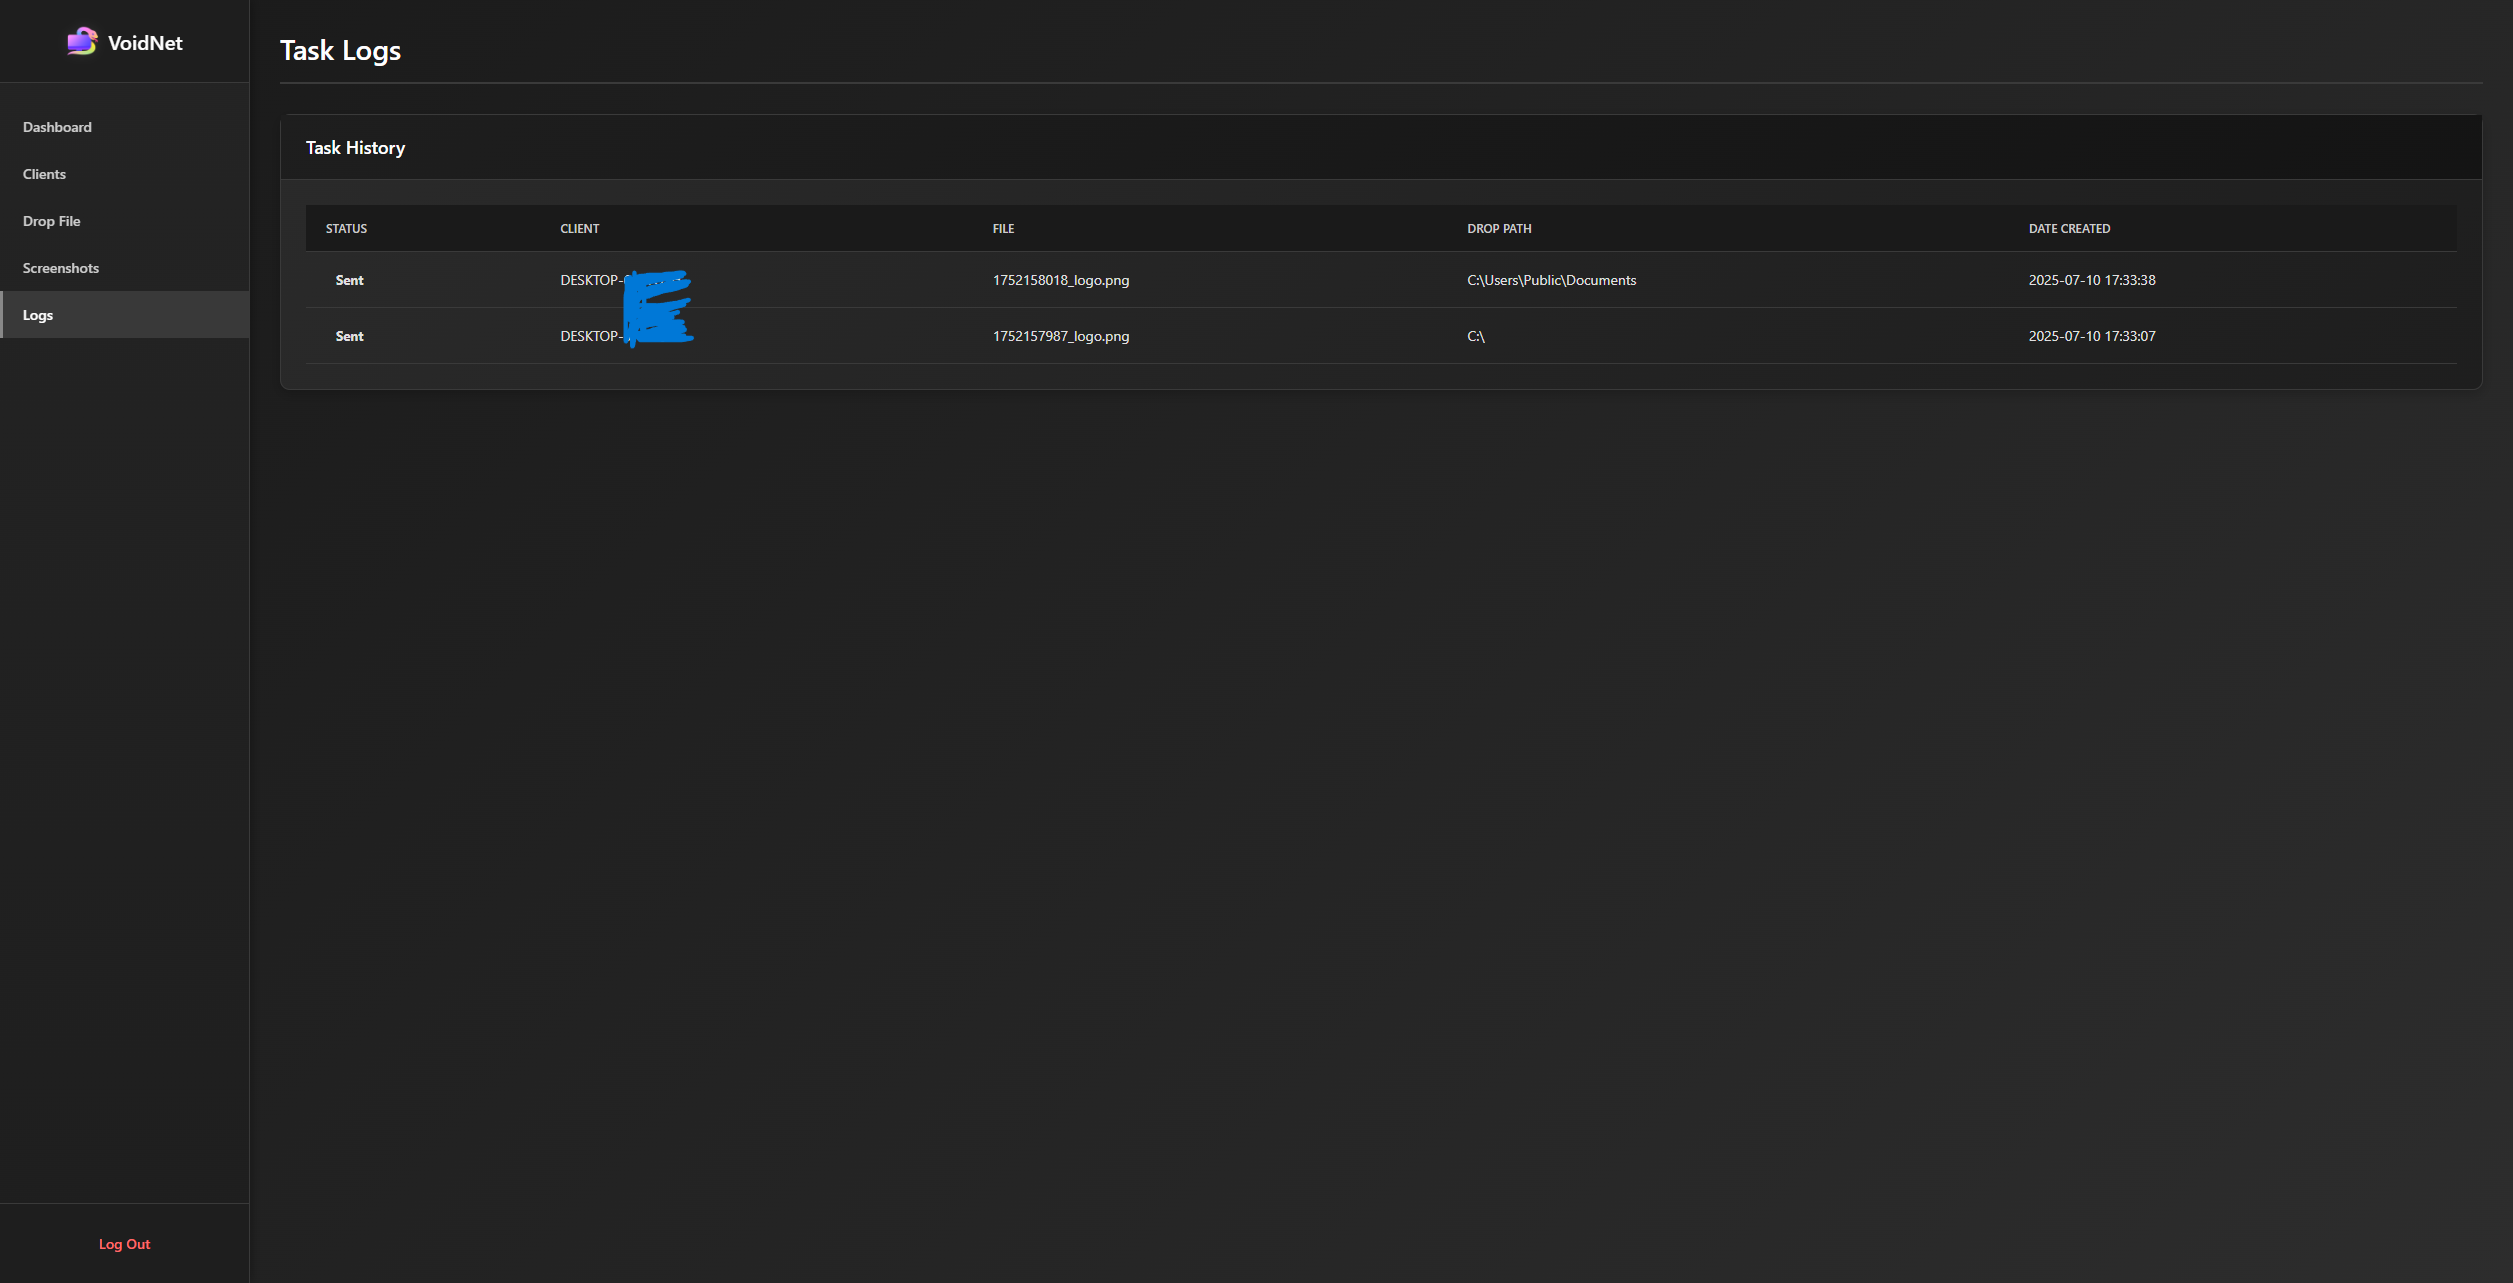 VoidNet
Dashboard
Clients
Drop File
Screenshots
Logs
Log Out
Task Logs
Task History
STATUS CLIENT FILE DROP PATH DATE CREATED
Sent DESKTOP- 1752158018_logo.png C:\Users\Public\Documents 2025-07-10 17:33:38
Sent DESKTOP- 1752157987_logo.png C:\ 2025-07-10 17:33:07